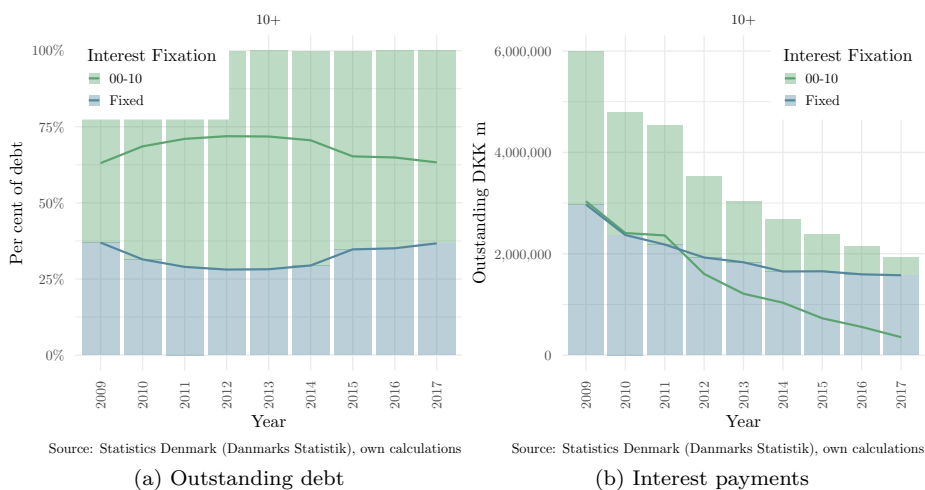 10+
100%
75%
50%
25%
0%
Per cent of debt
Interest Fixation
00-10
Fixed
2009
2010
2011
2012
2013
2014
2015
2016
2017
Year
Source: Statistics Denmark (Danmarks Statistik), own calculations
(a) Outstanding debt
10+
6,000,000
4,000,000
2,000,000
0
Outstanding DKK m
Interest Fixation
00-10
Fixed
2009
2010
2011
2012
2013
2014
2015
2016
2017
Year
Source: Statistics Denmark (Danmarks Statistik), own calculations
(b) Interest payments